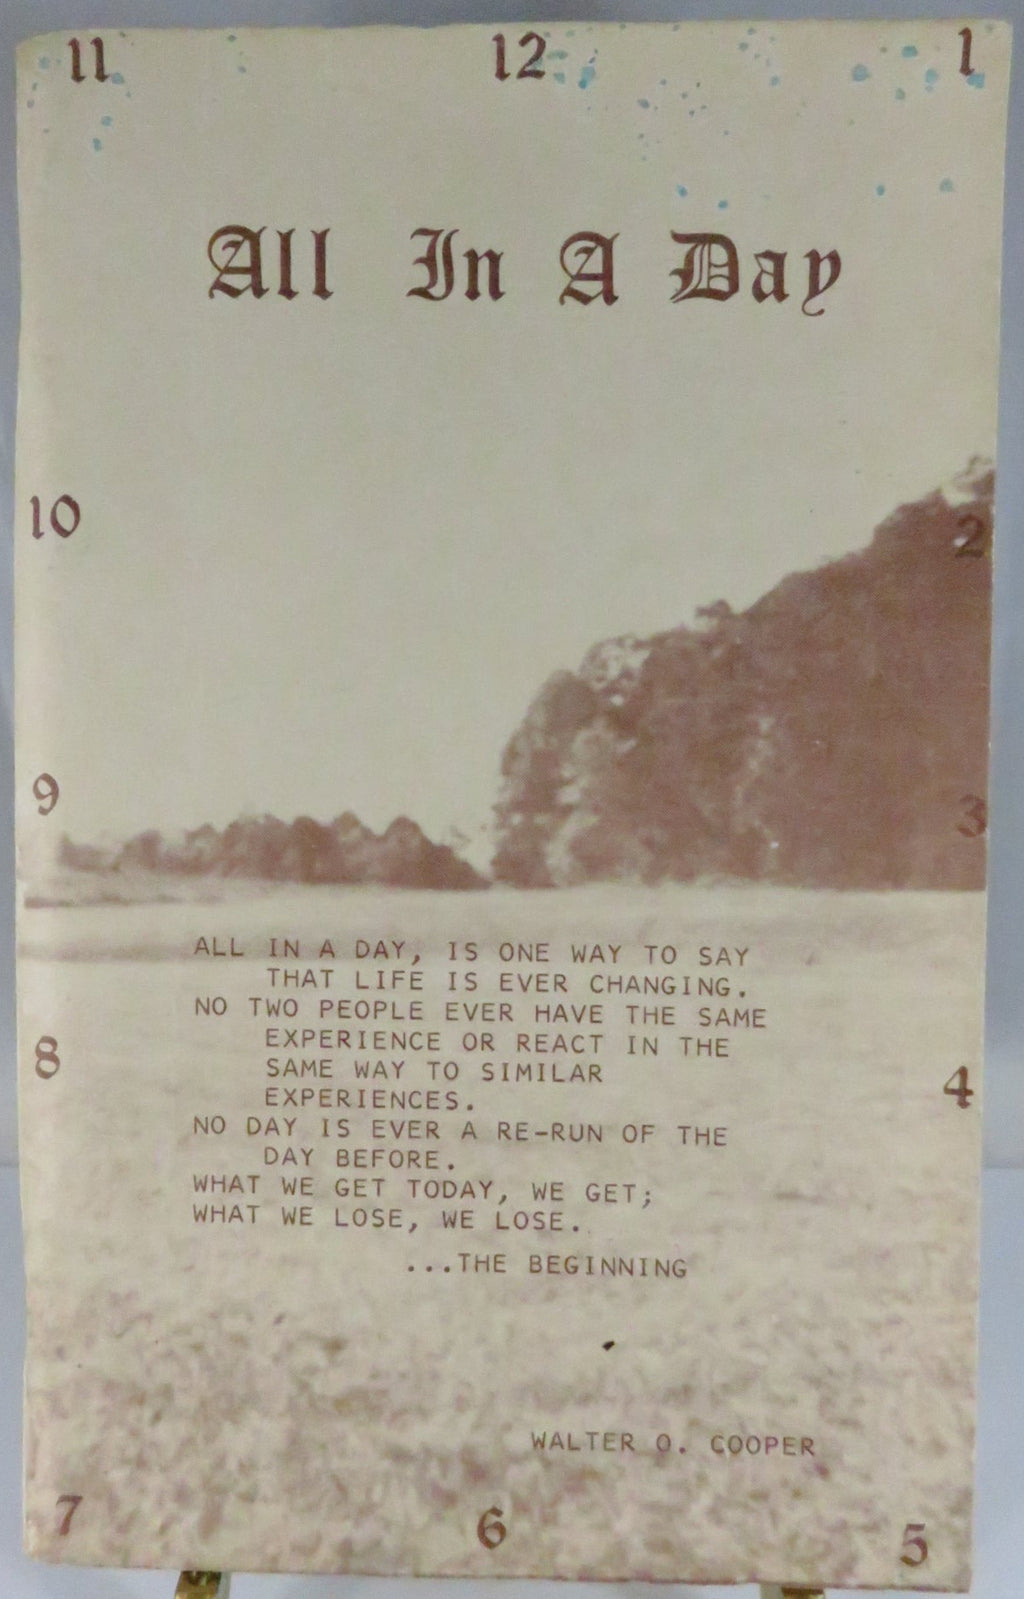 11 12 1
All In A Day
10 2
9 3
ALL IN A DAY, IS ONE WAY TO SAY
THAT LIFE IS EVER CHANGING.
NO TWO PEOPLE EVER HAVE THE SAME
EXPERIENCE OR REACT IN THE
SAME WAY TO SIMILAR
EXPERIENCES.
8 4
NO DAY IS EVER A RE-RUN OF THE
DAY BEFORE.
WHAT WE GET TODAY, WE GET;
WHAT WE LOSE, WE LOSE.
...THE BEGINNING
WALTER O. COOPER
7 6 5